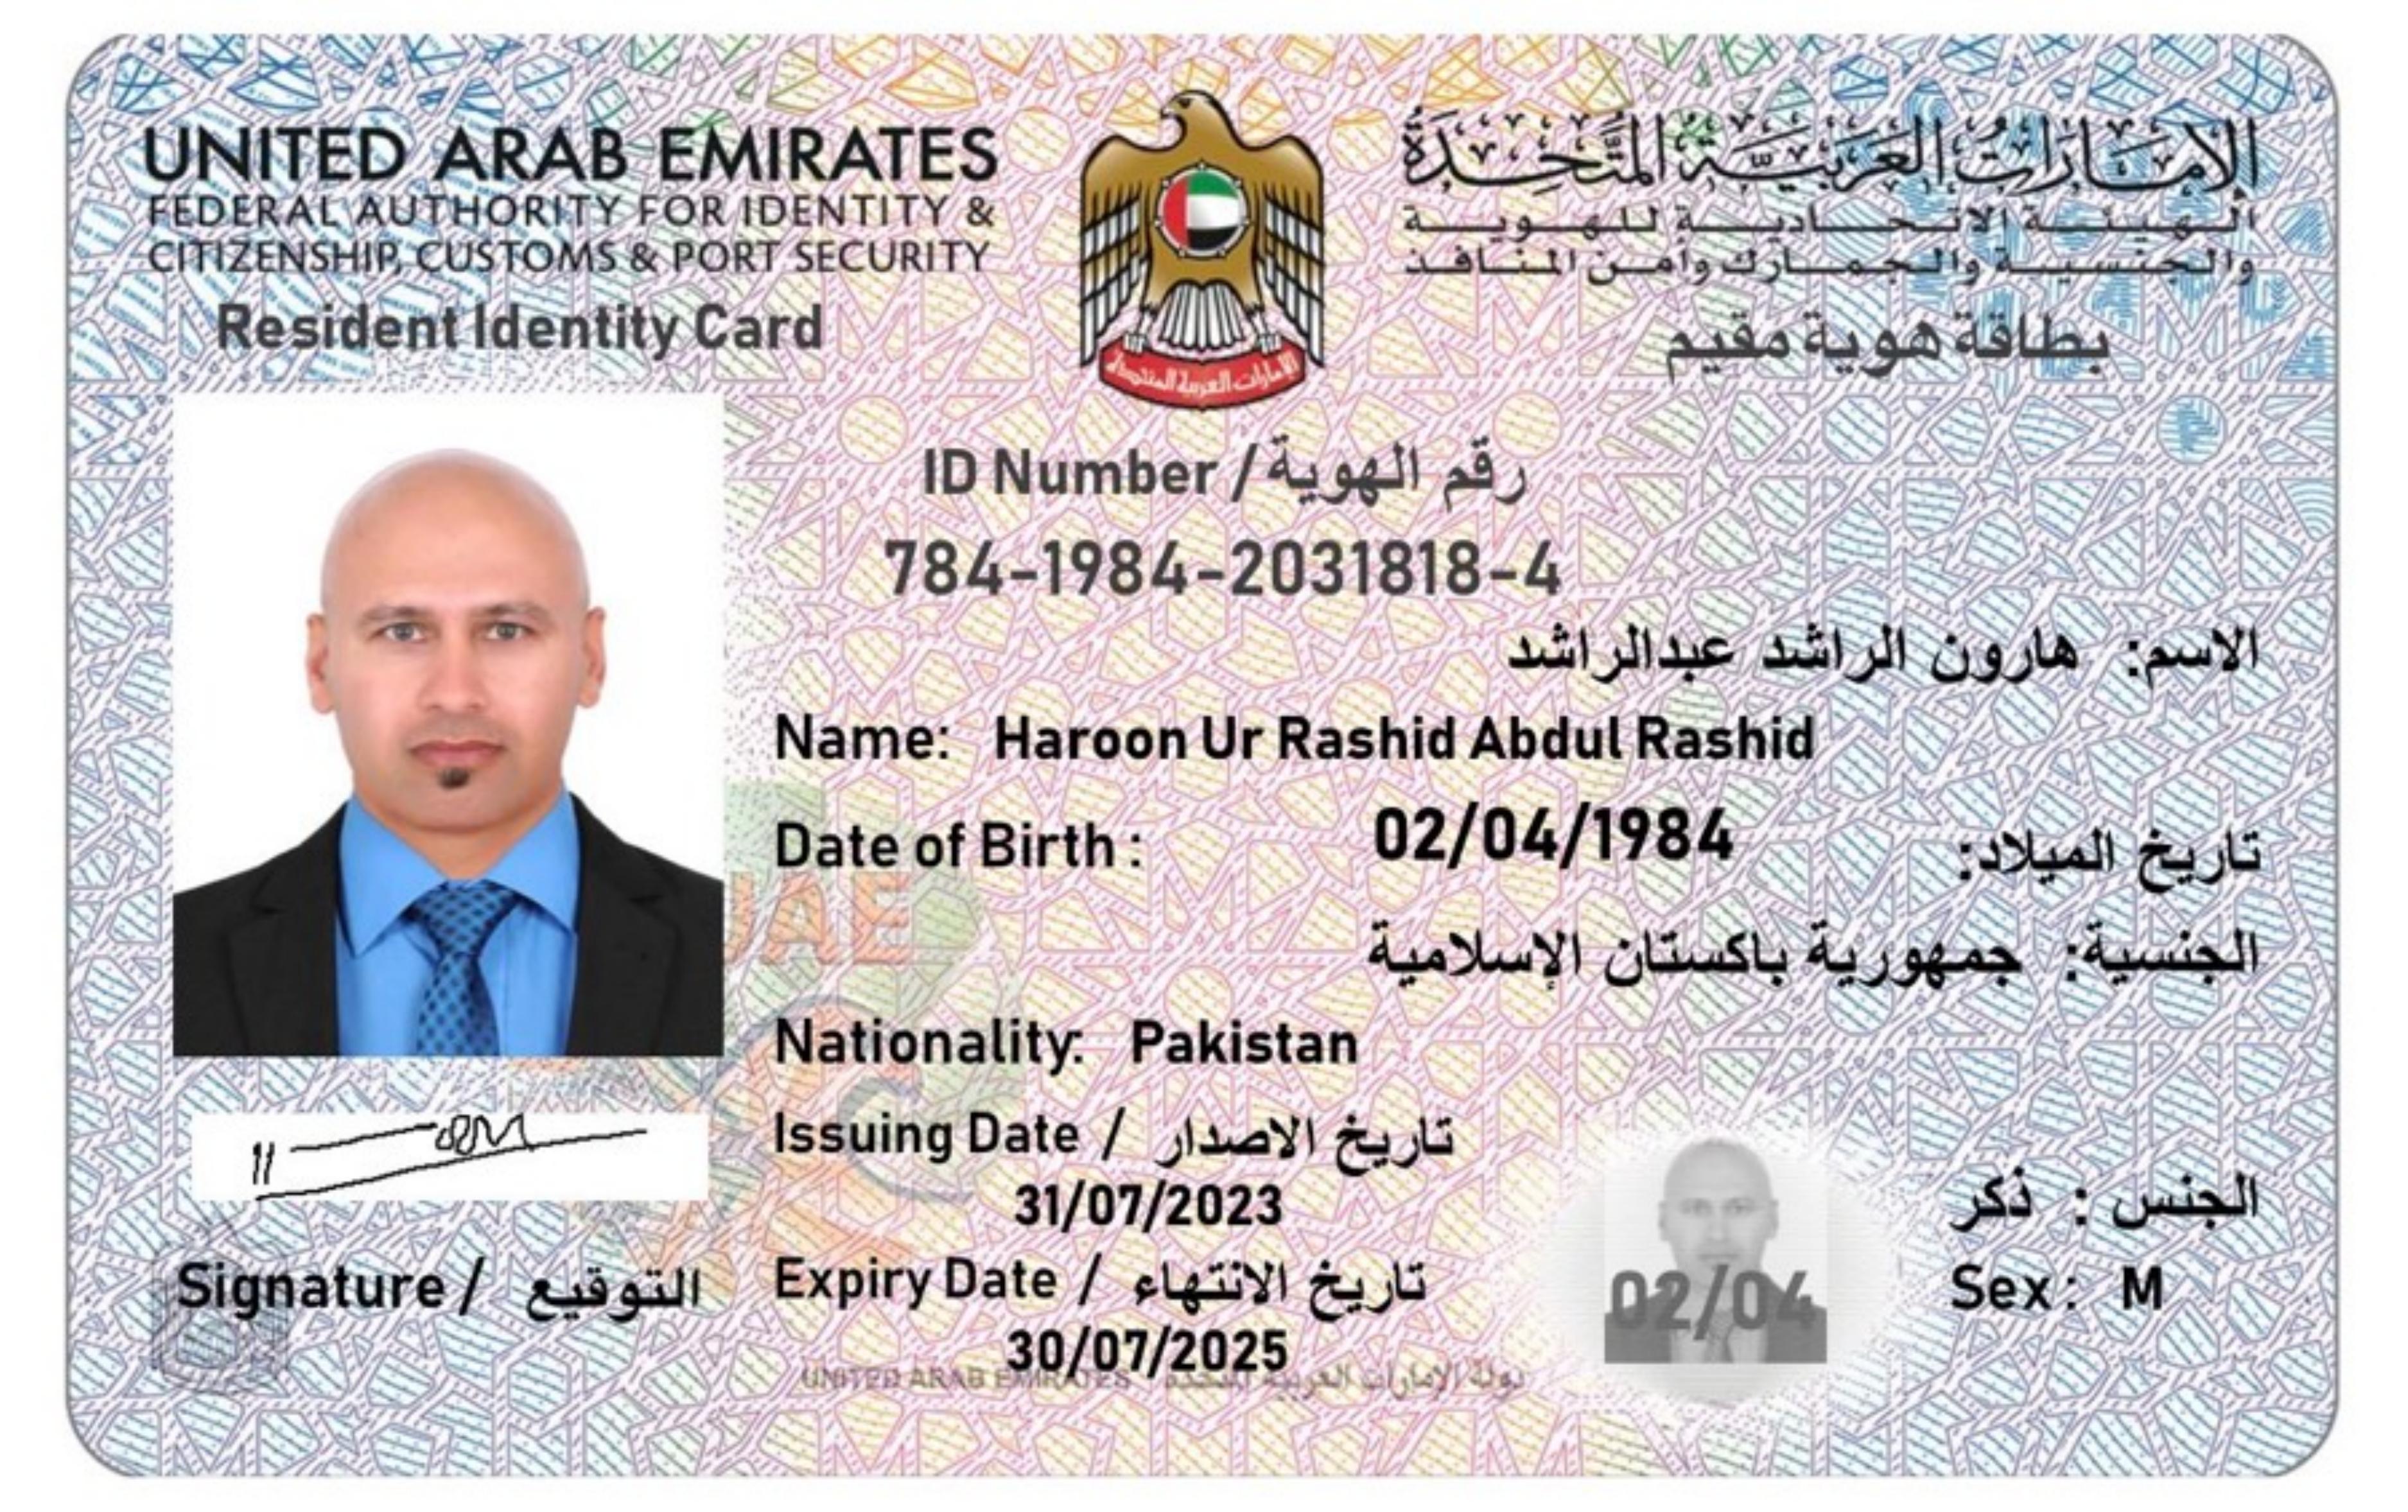 UNITED ARAB EMIRATES
FEDERAL AUTHORITY FOR IDENTITY &
CITIZENSHIP, CUSTOMS & PORT SECURITY
Resident Identity Card
الإمارات العربية المتحدة
الهيئة الاتحادية للهوية
والجنسية والجمارك وأمن المنافذ
بطاقة هوية مقيم
الامارات العربية المتحدة
ID Number / رقم الهوية
784-1984-2031818-4
الاسم: هارون الراشد عبدالراشد
Name: Haroon Ur Rashid Abdul Rashid
Date of Birth : 02/04/1984 تاريخ الميلاد:
الجنسية: جمهورية باكستان الإسلامية
UAE
Nationality: Pakistan
Issuing Date / تاريخ الاصدار
31/07/2023
Expiry Date / تاريخ الانتهاء
30/07/2025
UNITED ARAB EMIRATES دولة الإمارات العربية المتحدة
الجنس : ذكر
Sex : M
02/04
Signature / التوقيع